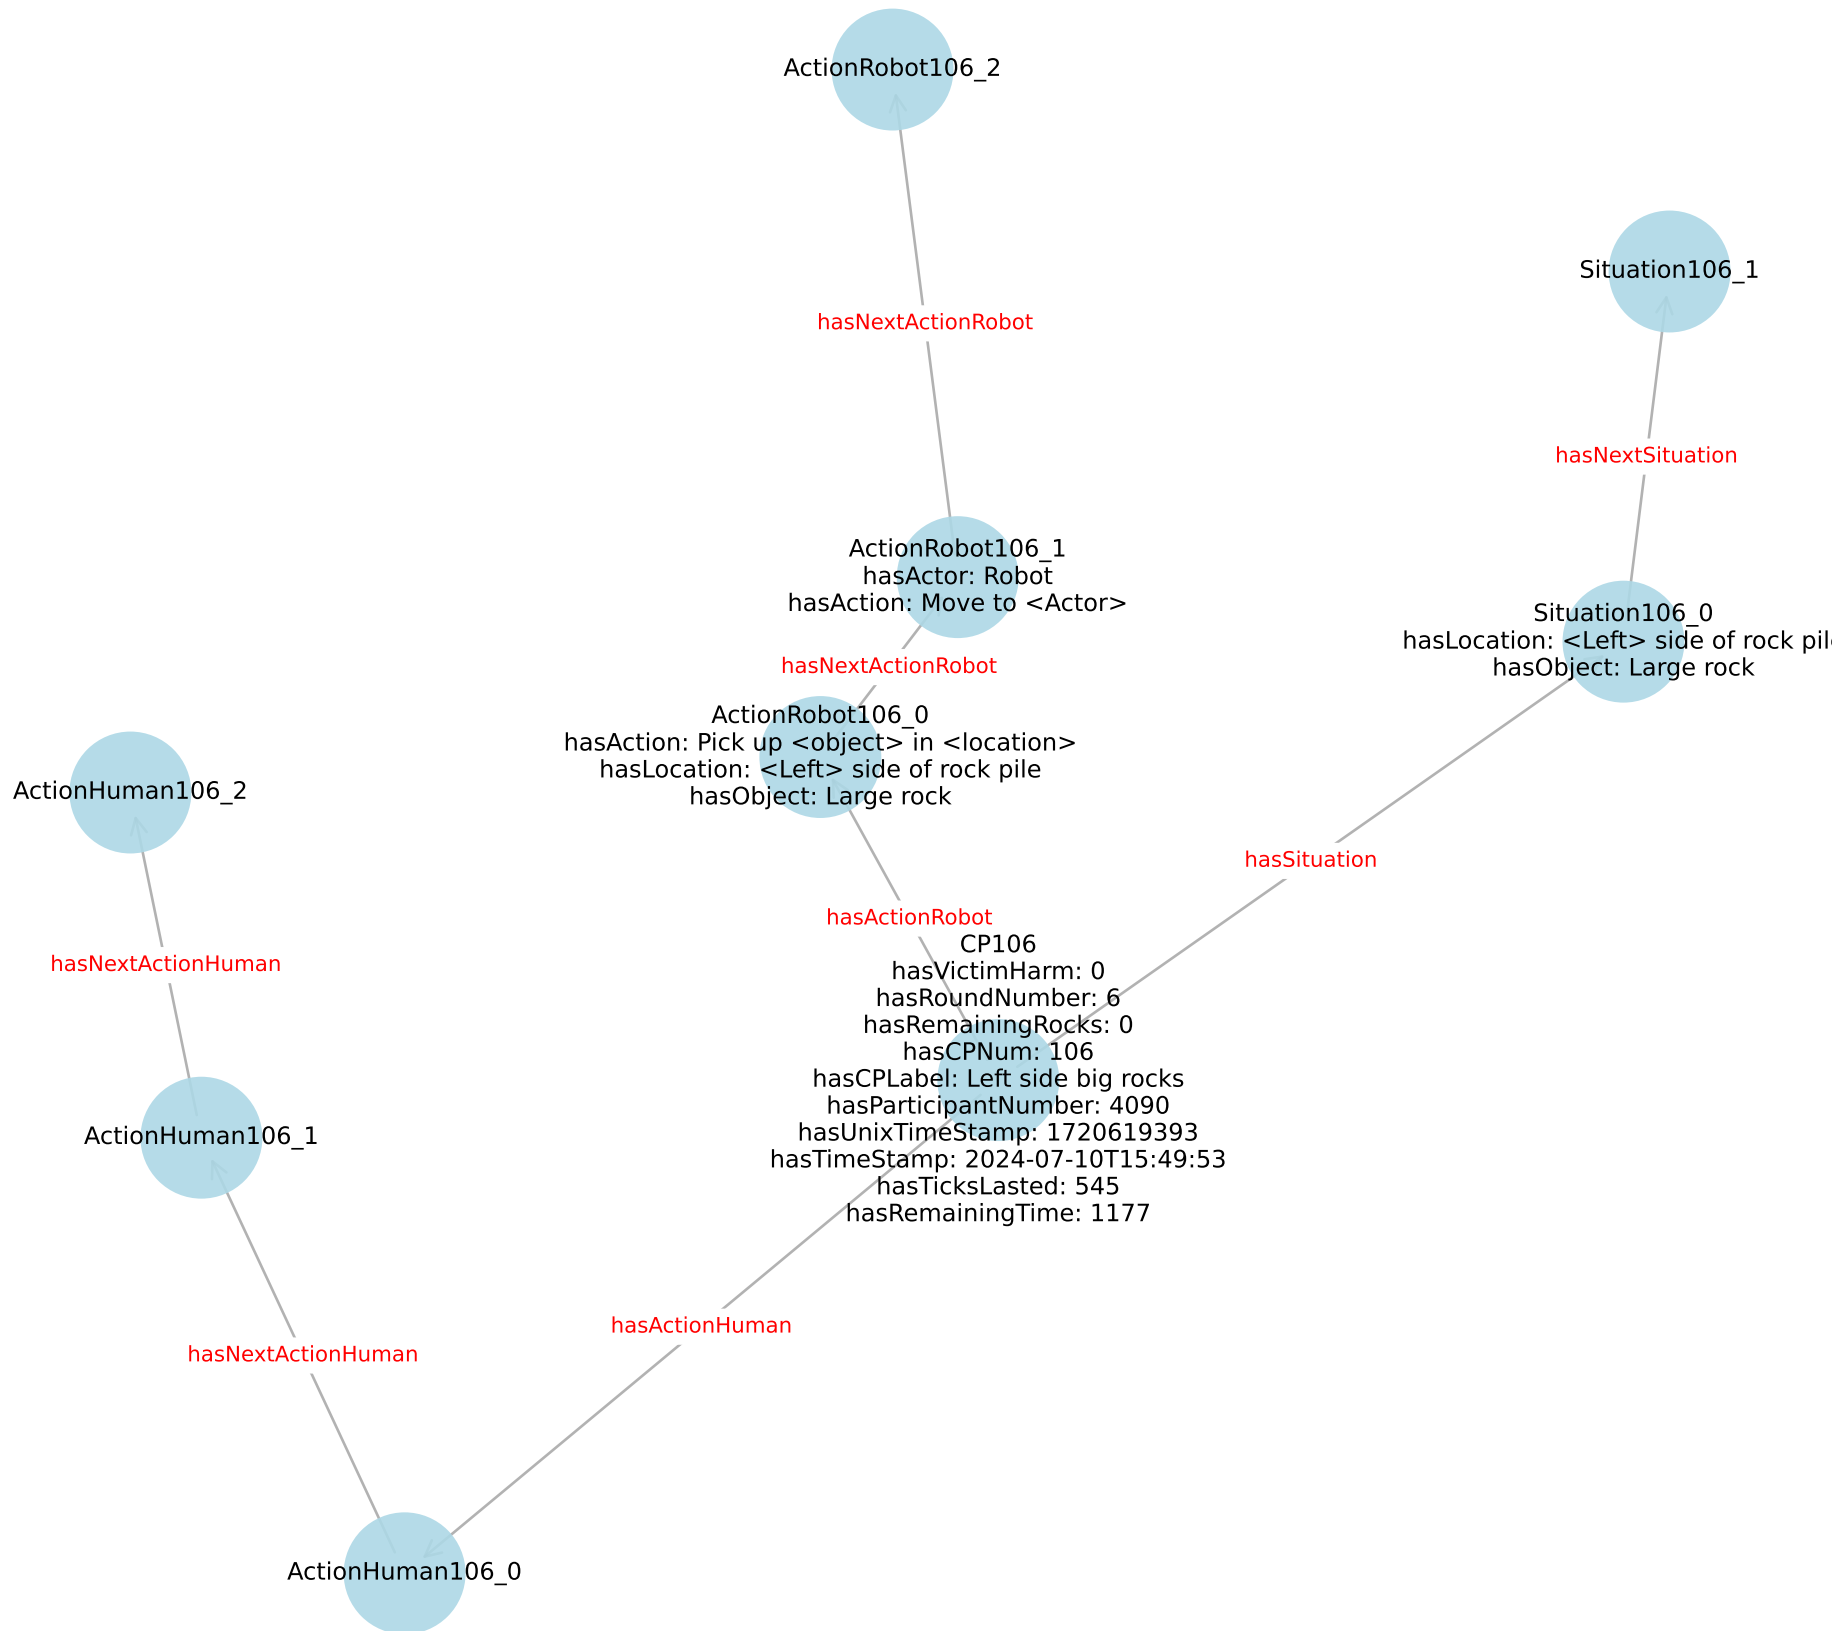 ActionRobot106_2
Situation106_1
hasNextActionRobot
hasNextSituation
ActionRobot106_1
hasActor: Robot
hasAction: Move to <Actor>
Situation106_0
hasLocation: <Left> side of rock pil
hasObject: Large rock
hasNextActionRobot
ActionRobot106_0
hasAction: Pick up <object> in <location>
hasLocation: <Left> side of rock pile
hasObject: Large rock
ActionHuman106_2
hasSituation
hasActionRobot
hasNextActionHuman
CP106
hasVictimHarm: 0
hasRoundNumber: 6
hasRemainingRocks: 0
hasCPNum: 106
hasCPLabel: Left side big rocks
hasParticipantNumber: 4090
hasUnixTimeStamp: 1720619393
hasTimeStamp: 2024-07-10T15:49:53
hasTicksLasted: 545
hasRemainingTime: 1177
ActionHuman106_1
hasActionHuman
hasNextActionHuman
ActionHuman106_0